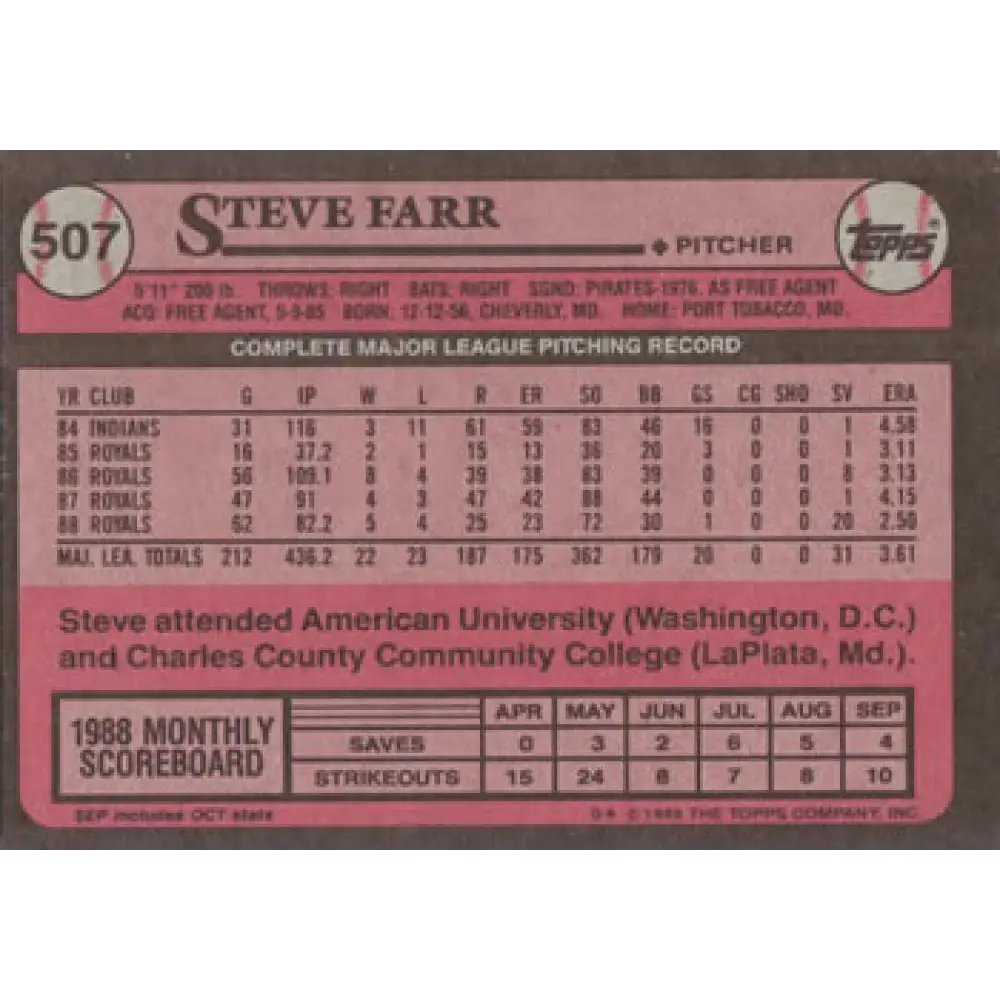 507
STEVE FARR
◆ PITCHER
topps®
5'11" 200 lb. THROWS: RIGHT BATS: RIGHT SGND: PIRATES-1976, AS FREE AGENT
ACQ: FREE AGENT, 5-9-85 BORN: 12-12-56, CHEVERLY, MD. HOME: PORT TOBACCO, MD.
COMPLETE MAJOR LEAGUE PITCHING RECORD
YR CLUB G IP W L R ER SO BB GS CG SHO SV ERA
84 INDIANS 31 116 3 11 61 59 83 46 16 0 0 1 4.58
85 ROYALS 16 37.2 2 1 15 13 36 20 3 0 0 1 3.11
86 ROYALS 56 109.1 8 4 39 38 83 39 0 0 0 8 3.13
87 ROYALS 47 91 4 3 47 42 88 44 0 0 0 1 4.15
88 ROYALS 62 82.2 5 4 25 23 72 30 1 0 0 20 2.50
MAJ. LEA. TOTALS 212 436.2 22 23 187 175 362 179 20 0 0 31 3.61
Steve attended American University (Washington, D.C.)
and Charles County Community College (LaPlata, Md.).
1988 MONTHLY
SCOREBOARD
APR MAY JUN JUL AUG SEP
SAVES 0 3 2 6 5 4
STRIKEOUTS 15 24 8 7 8 10
SEP includes OCT stats
D* © 1989 THE TOPPS COMPANY, INC.